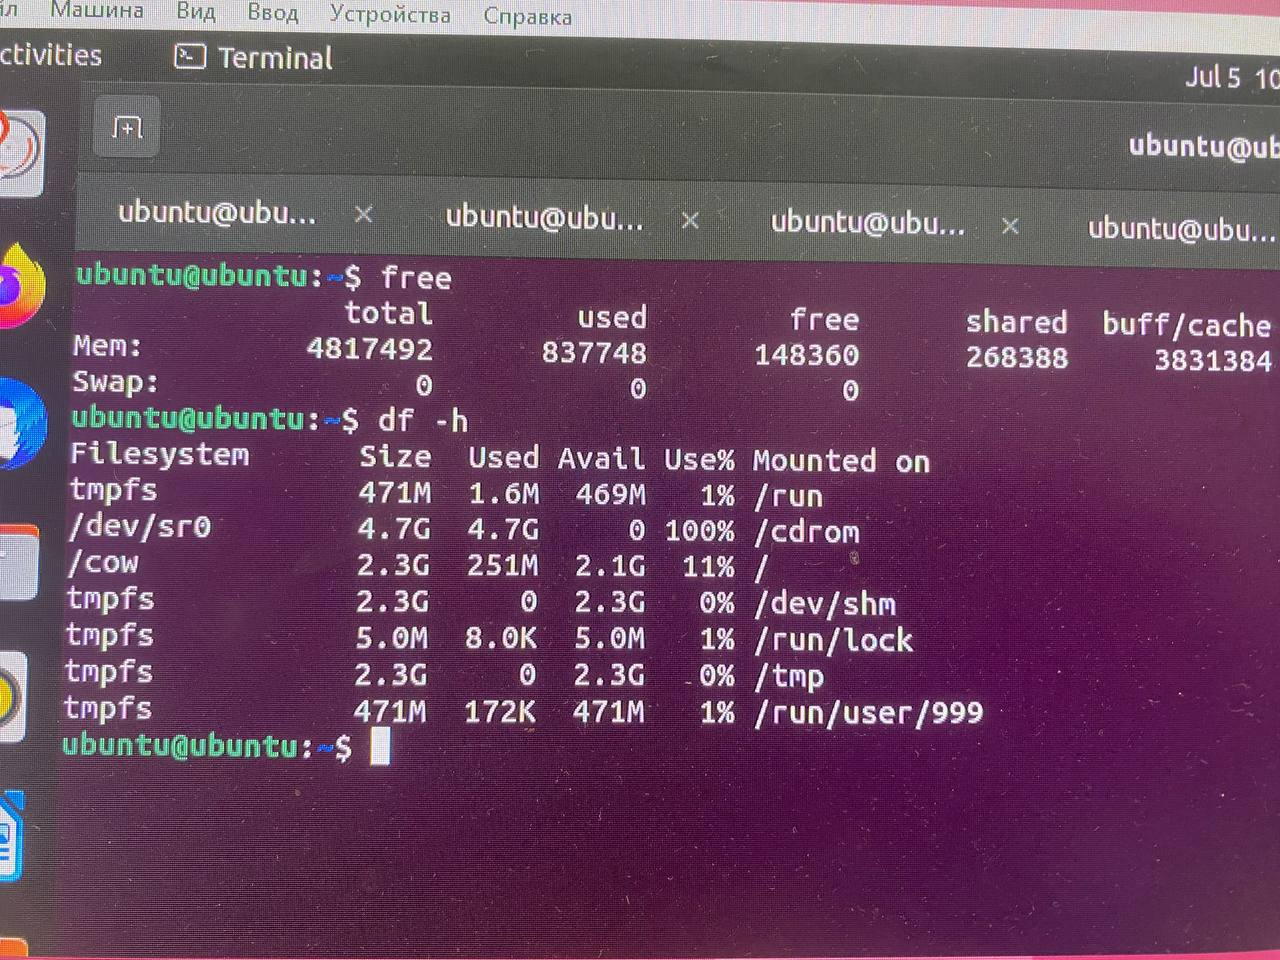 Машина Вид Ввод Устройства Справка
Terminal
Jul 5 10
ubuntu@ub
ubuntu@ubu... × ubuntu@ubu... × ubuntu@ubu... × ubuntu@ubu...
ubuntu@ubuntu:~$ free
total used free shared buff/cache
Mem: 4817492 837748 148360 268388 3831384
Swap: 0 0 0
ubuntu@ubuntu:~$ df -h
Filesystem Size Used Avail Use% Mounted on
tmpfs 471M 1.6M 469M 1% /run
/dev/sr0 4.7G 4.7G 0 100% /cdrom
/cow 2.3G 251M 2.1G 11% /
tmpfs 2.3G 0 2.3G 0% /dev/shm
tmpfs 5.0M 8.0K 5.0M 1% /run/lock
tmpfs 2.3G 0 2.3G 0% /tmp
tmpfs 471M 172K 471M 1% /run/user/999
ubuntu@ubuntu:~$